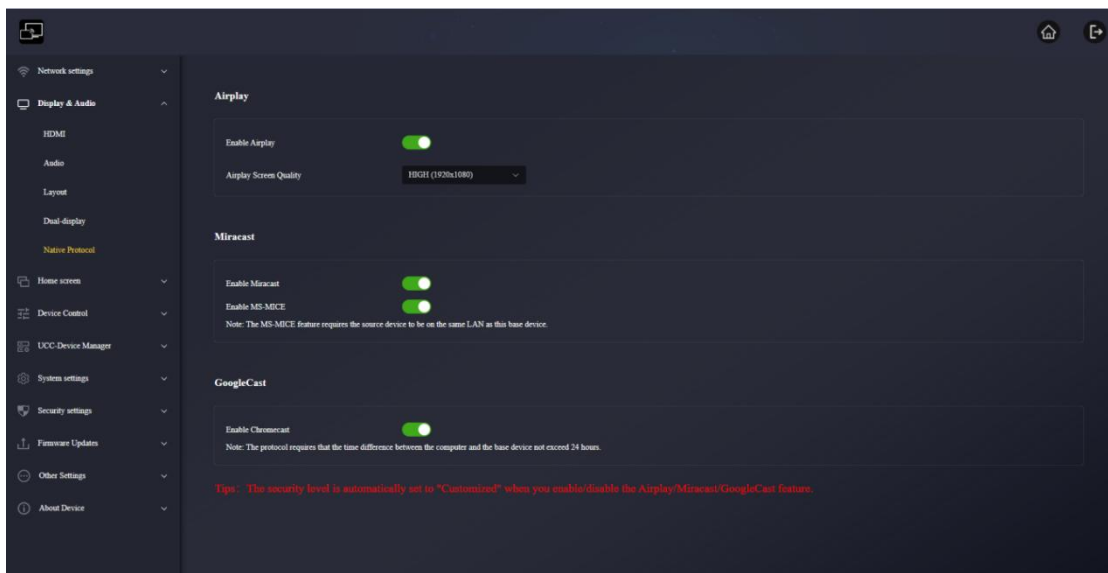 Network settings
Display & Audio
HDMI
Audio
Layout
Dual-display
Native Protocol
Home screen
Device Control
UCC-Device Manager
System settings
Security settings
Firmware Updates
Other Settings
About Device
Airplay
Enable Airplay
Airplay Screen Quality
HIGH (1920x1080)
Miracast
Enable Miracast
Enable MS-MICE
Note: The MS-MICE feature requires the source device to be on the same LAN as this base device.
GoogleCast
Enable Chromecast
Note: The protocol requires that the time difference between the computer and the base device not exceed 24 hours.
Tips: The security level is automatically set to "Customized" when you enable/disable the Airplay/Miracast/GoogleCast feature.